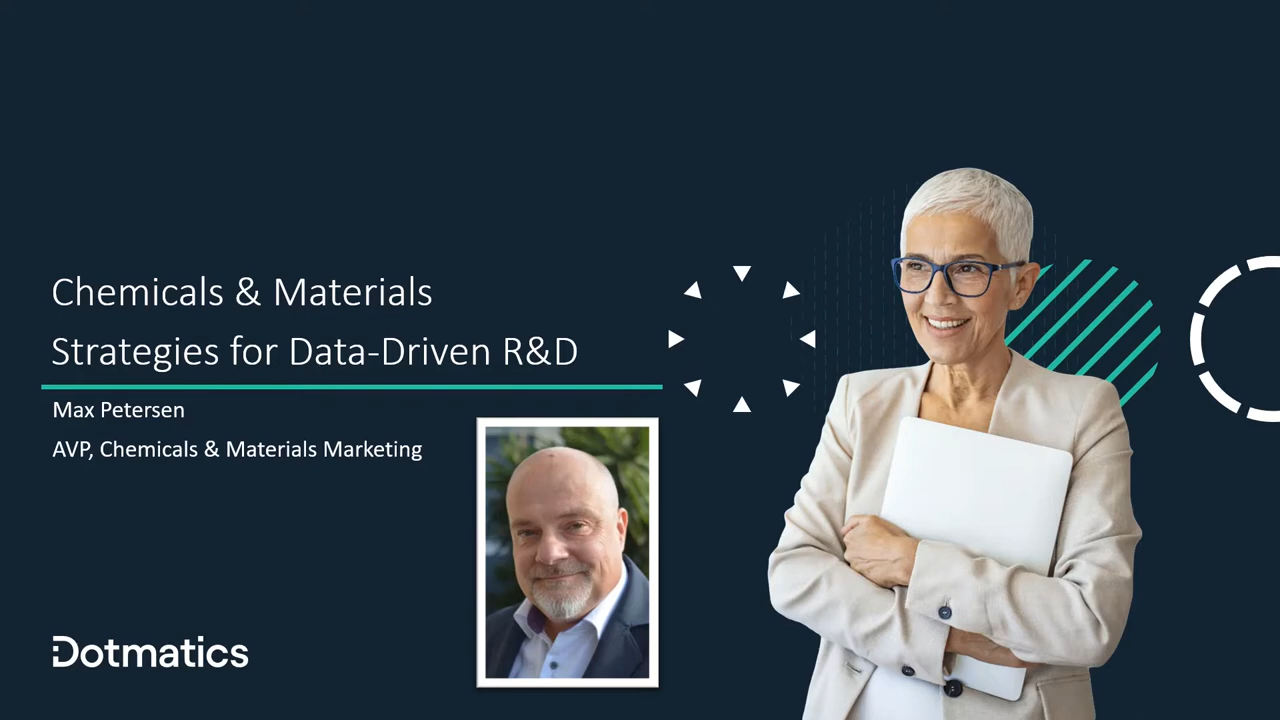 Chemicals & Materials
Strategies for Data-Driven R&D
Max Petersen
AVP, Chemicals & Materials Marketing
Dotmatics